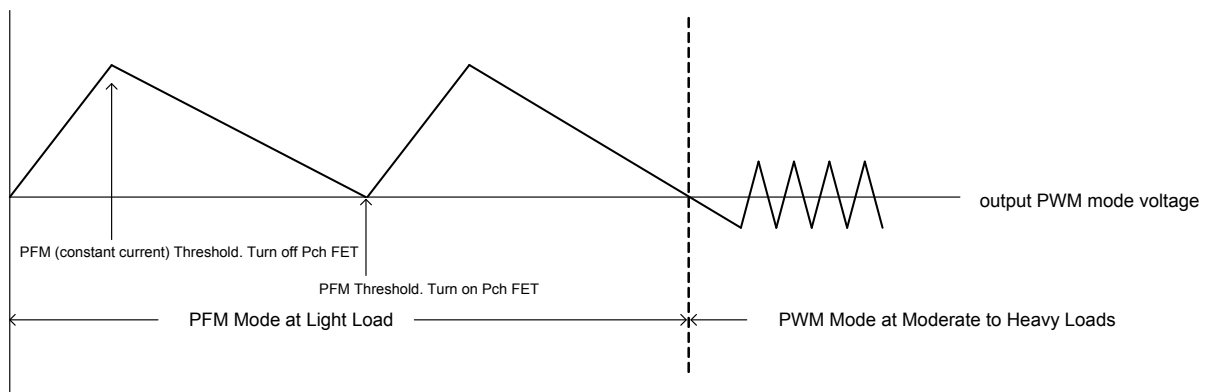 output PWM mode voltage
PFM (constant current) Threshold. Turn off Pch FET
PFM Threshold. Turn on Pch FET
PFM Mode at Light Load
PWM Mode at Moderate to Heavy Loads